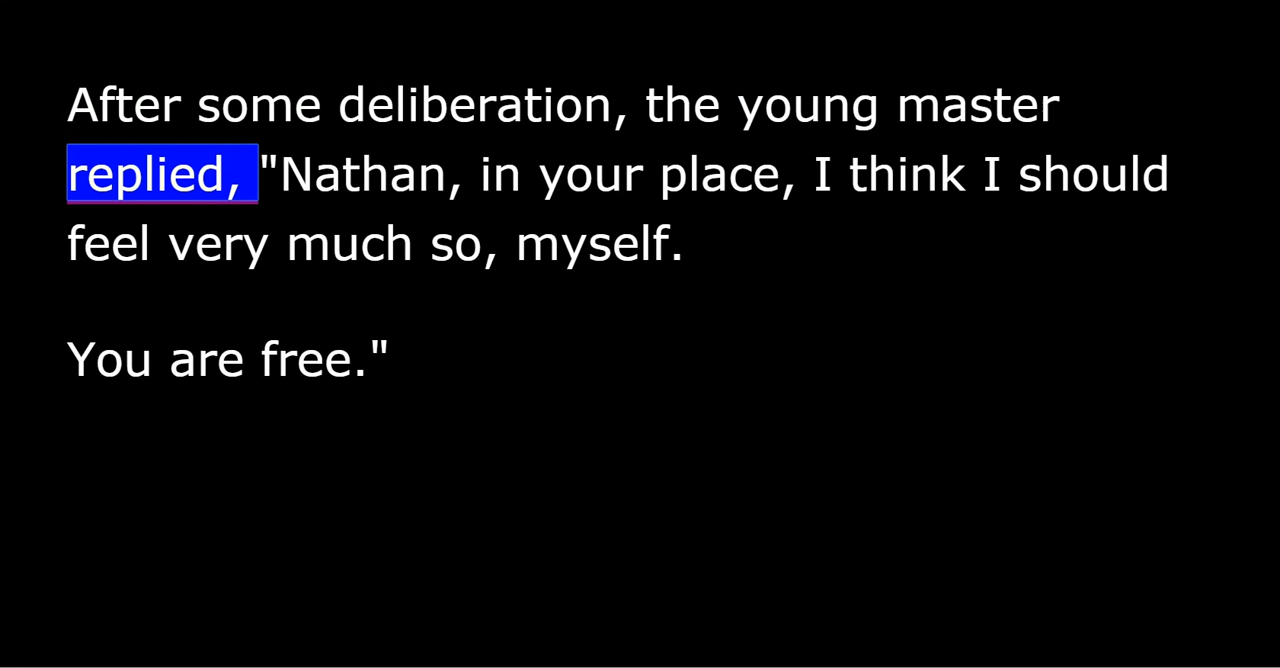 After some deliberation, the young master
replied, "Nathan, in your place, I think I should
feel very much so, myself.
You are free."